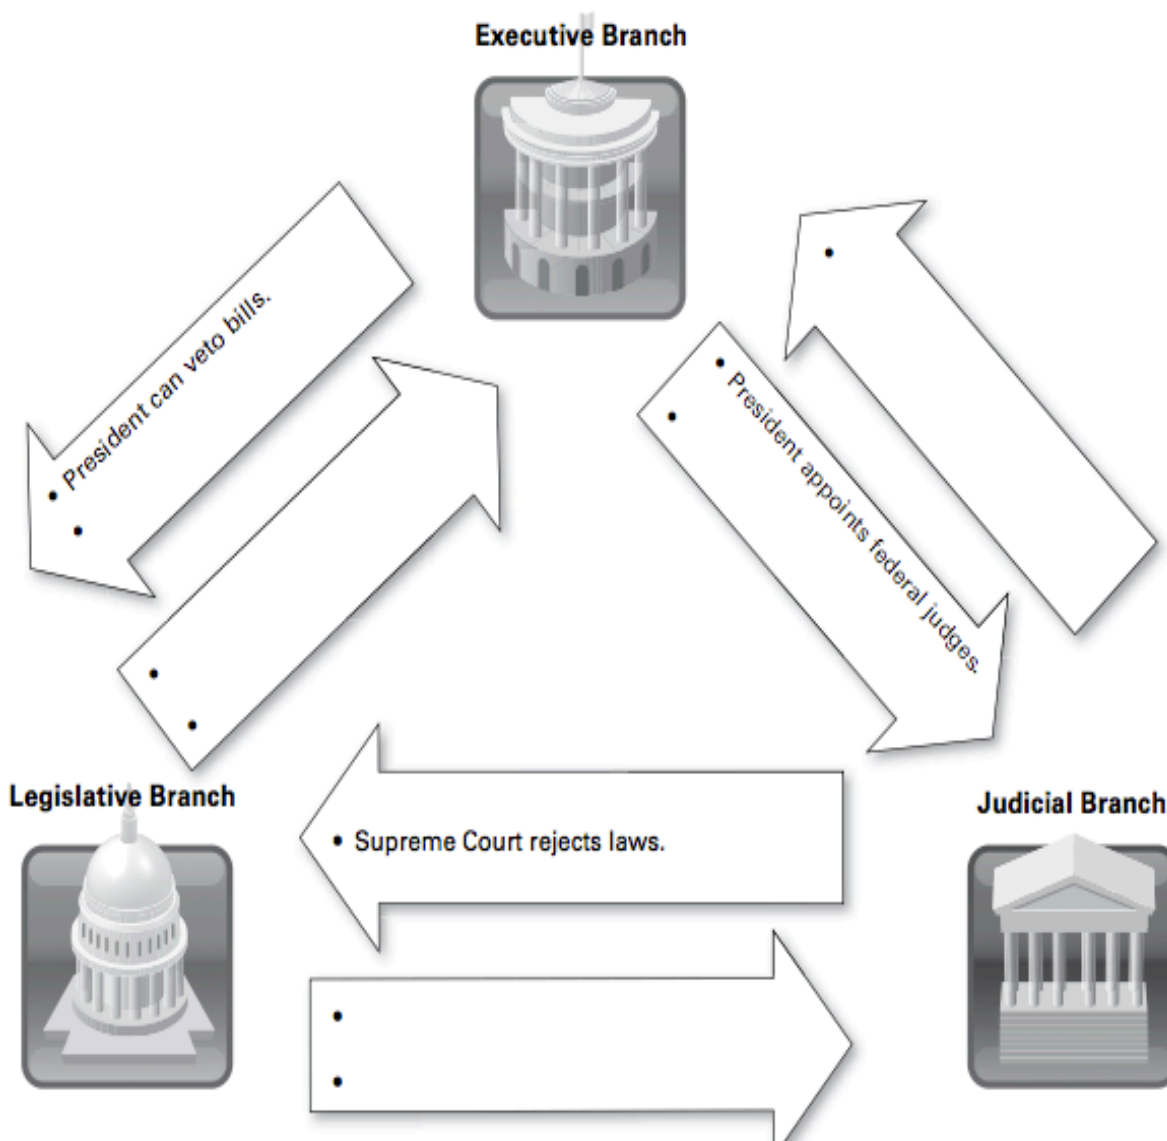 Executive Branch
• President can veto bills.
•
•
• President appoints federal judges.
•
•
•
Legislative Branch
Judicial Branch
• Supreme Court rejects laws.
•
•